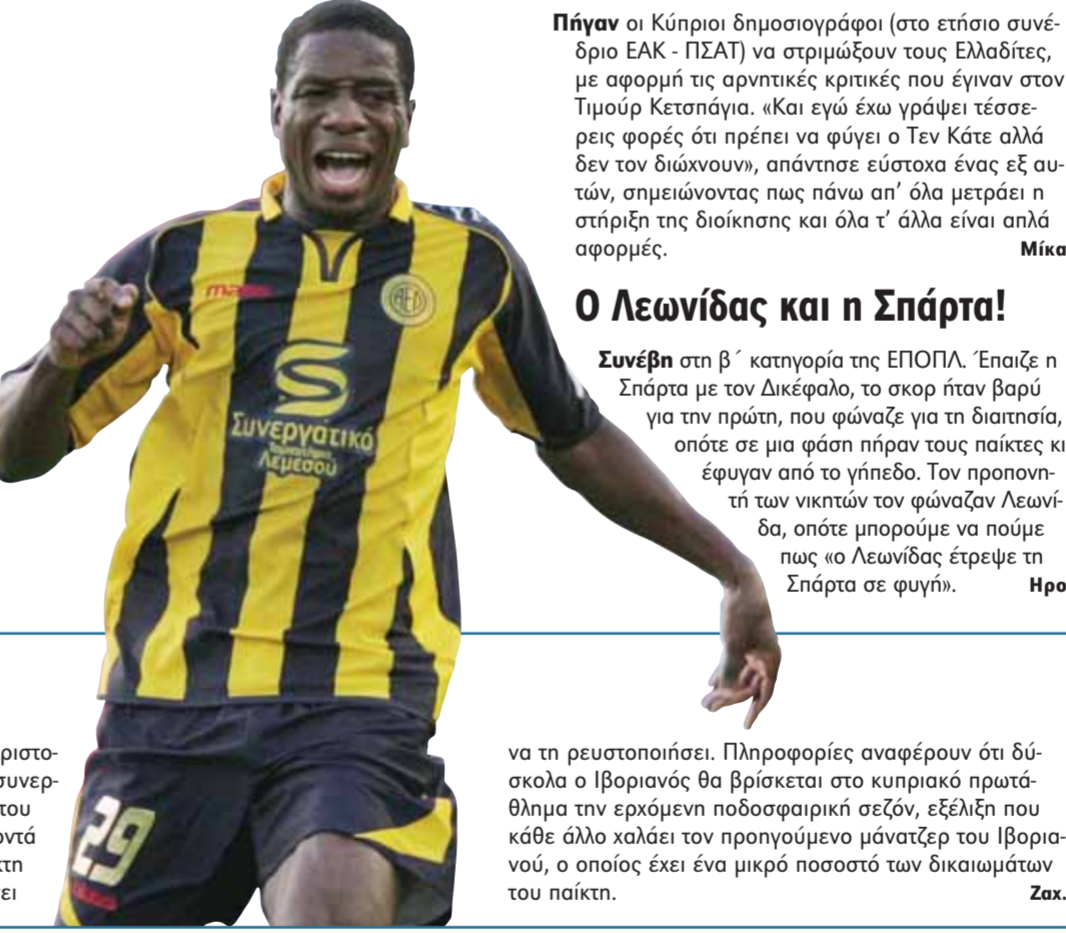 Πήγαν οι Κύπριοι δημοσιογράφοι (στο ετήσιο συνέ-
δριο ΕΑΚ - ΠΣΑΤ) να στριμώξουν τους Ελλαδίτες,
με αφορμή τις αρνητικές κριτικές που έγιναν στον
Τιμούρ Κετσπάγια. «Και εγώ έχω γράψει τέσσε-
ρεις φορές ότι πρέπει να φύγει ο Τεν Κάτε αλλά
δεν τον διώχνουν», απάντησε εύστοχα ένας εξ αυ-
τών, σημειώνοντας πως πάνω απ’ όλα μετράει η
στήριξη της διοίκησης και όλα τ’ άλλα είναι απλά
αφορμές. Μίκα
Ο Λεωνίδας και η Σπάρτα!
Συνέβη στη β΄ κατηγορία της ΕΠΟΠΛ. Έπαιζε η
Σπάρτα με τον Δικέφαλο, το σκορ ήταν βαρύ
για την πρώτη, που φώναζε για τη διαιτησία,
οπότε σε μια φάση πήραν τους παίκτες κι
έφυγαν από το γήπεδο. Τον προπονη-
τή των νικητών τον φώναζαν Λεωνί-
δα, οπότε μπορούμε να πούμε
πως «ο Λεωνίδας έτρεψε τη
Σπάρτα σε φυγή». Ηρο
ΑΕΛ
Συνεργατικό
Ταμιευτήριο
Λεμεσού
29
ριστο-
συνερ-
του
οντά
κτη
ει
να τη ρευστοποιήσει. Πληροφορίες αναφέρουν ότι δύ-
σκολα ο Ιβοριανός θα βρίσκεται στο κυπριακό πρωτά-
θλημα την ερχόμενη ποδοσφαιρική σεζόν, εξέλιξη που
κάθε άλλο χαλάει τον προηγούμενο μάνατζερ του Ιβορια-
νού, ο οποίος έχει ένα μικρό ποσοστό των δικαιωμάτων
του παίκτη. Ζαχ.